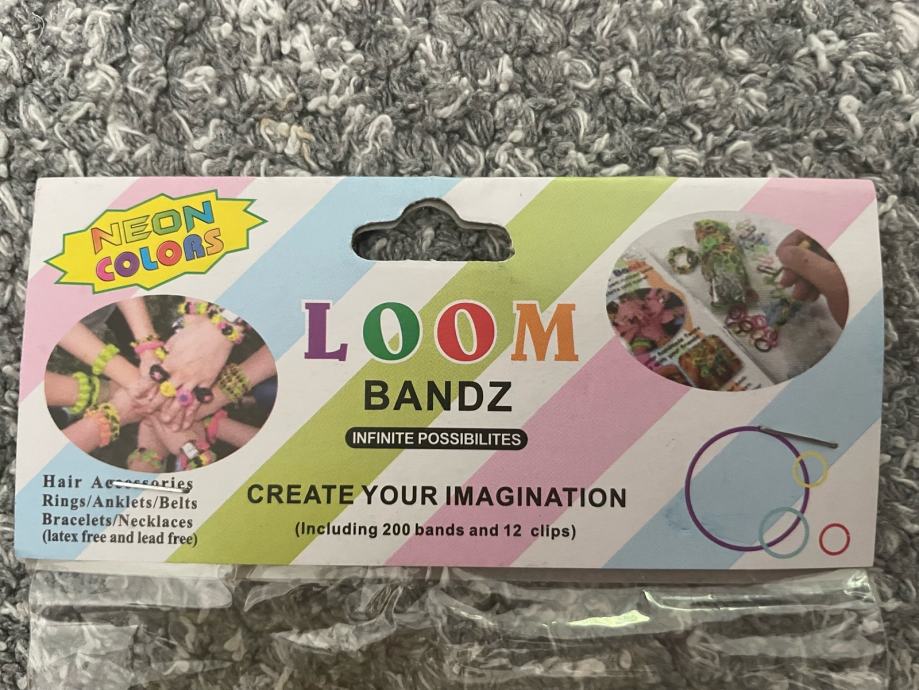 NEON
COLORS
LOOM
BANDZ
INFINITE POSSIBILITES
CREATE YOUR IMAGINATION
(Including 200 bands and 12 clips)
Hair Accessories
Rings/Anklets/Belts
Bracelets/Necklaces
(latex free and lead free)